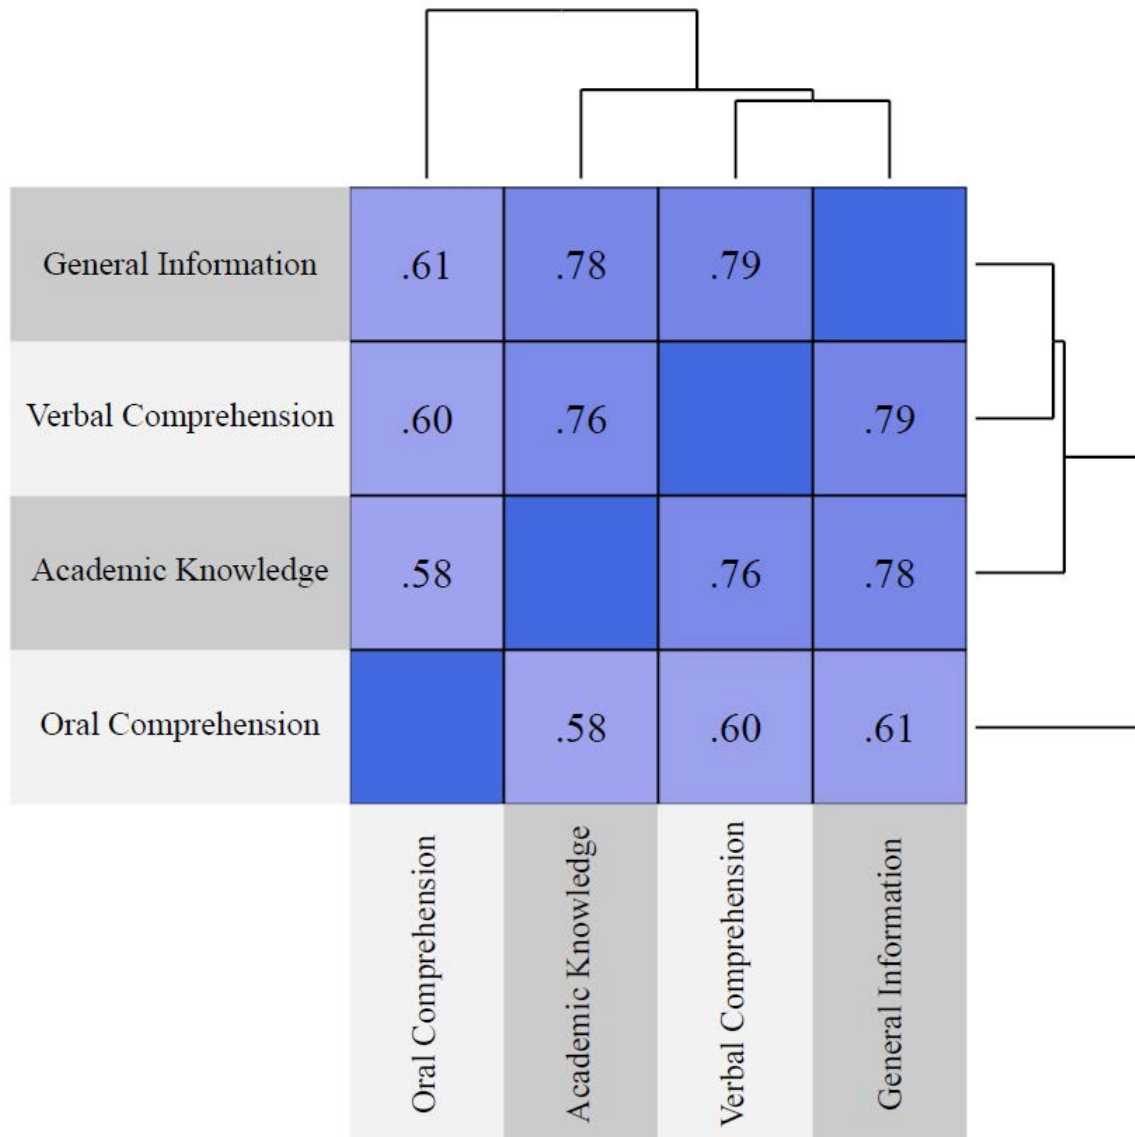 General Information .61 .78 .79
Verbal Comprehension .60 .76 .79
Academic Knowledge .58 .76 .78
Oral Comprehension .58 .60 .61
Oral Comprehension
Academic Knowledge
Verbal Comprehension
General Information